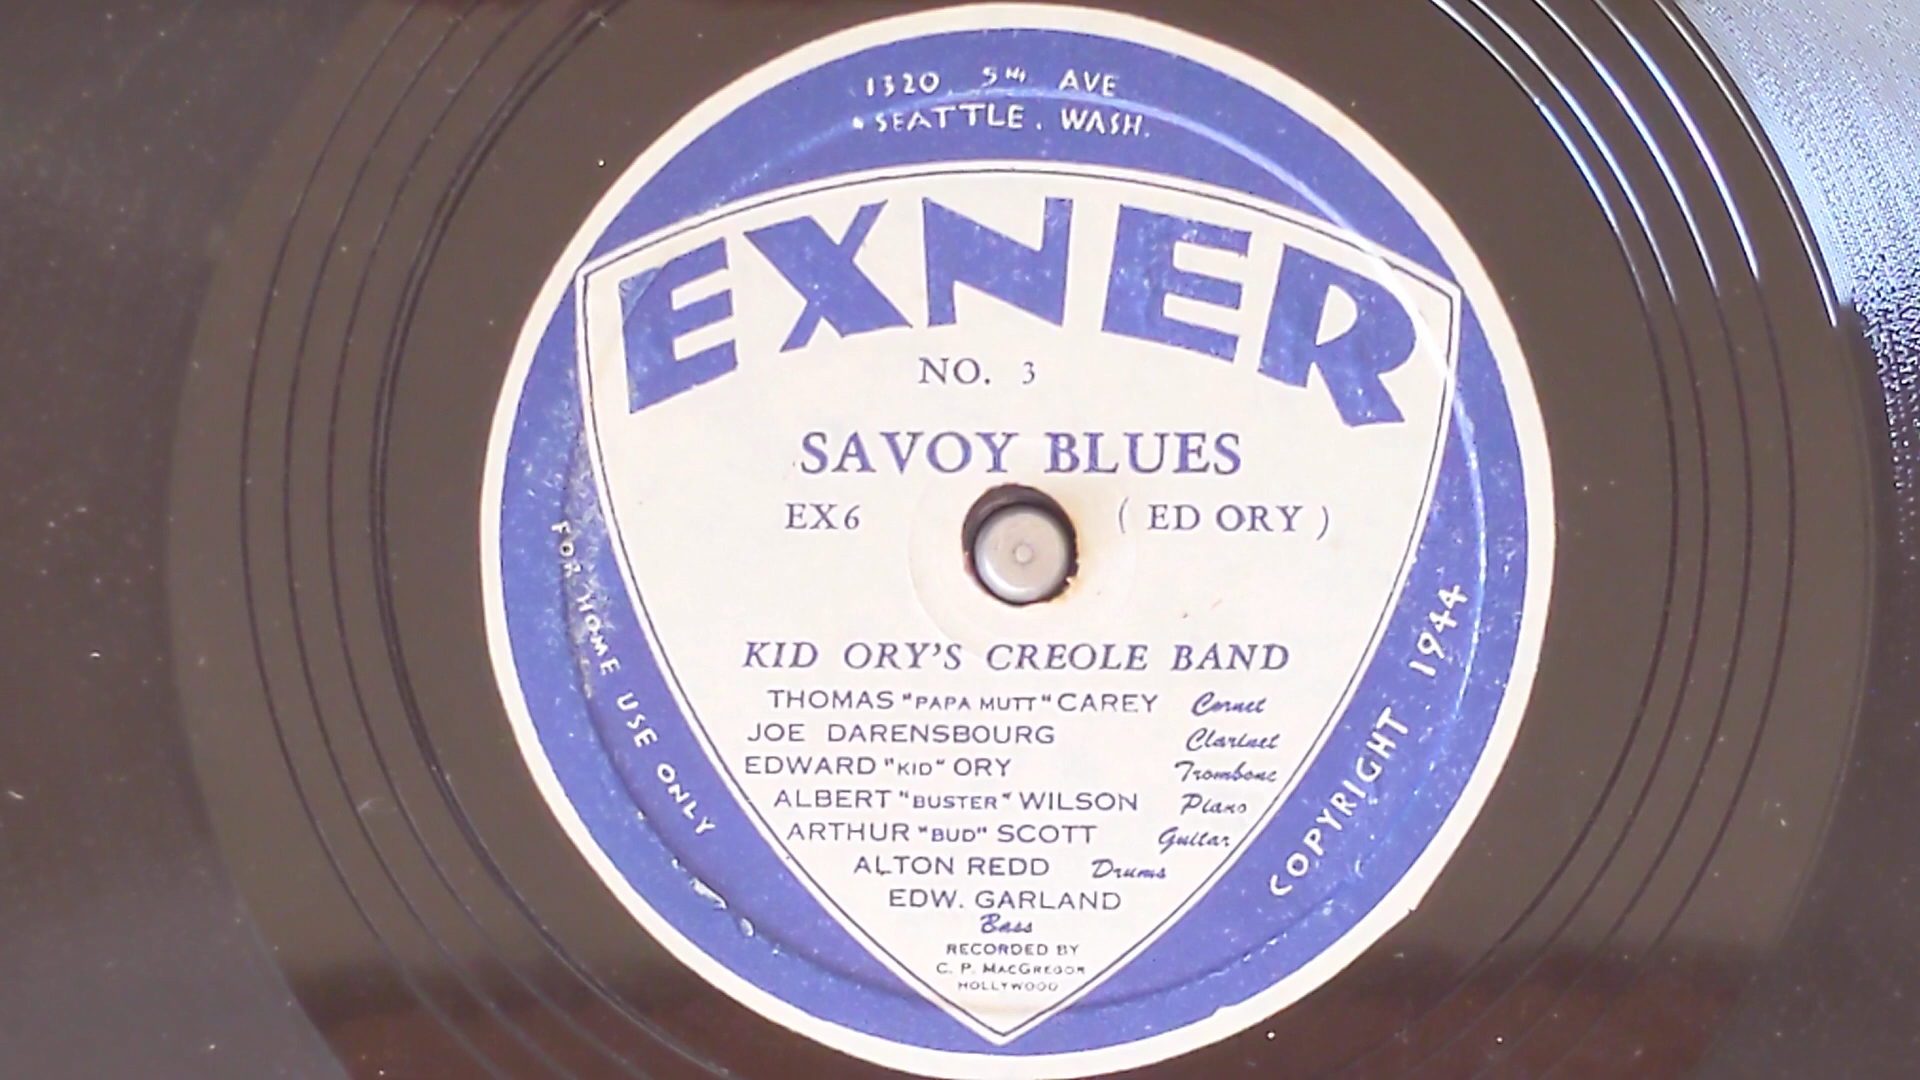 1320 5TH AVE
SEATTLE, WASH.
EXNER
NO. 3
SAVOY BLUES
EX6 ( ED ORY )
KID ORY'S CREOLE BAND
THOMAS "PAPA MUTT" CAREY Cornet
JOE DARENSBOURG Clarinet
EDWARD "KID" ORY Trombone
ALBERT "BUSTER" WILSON Piano
ARTHUR "BUD" SCOTT Guitar
ALTON REDD Drums
EDW. GARLAND
Bass
RECORDED BY
C. P. MACGREGOR
HOLLYWOOD
FOR HOME USE ONLY
COPYRIGHT 1944